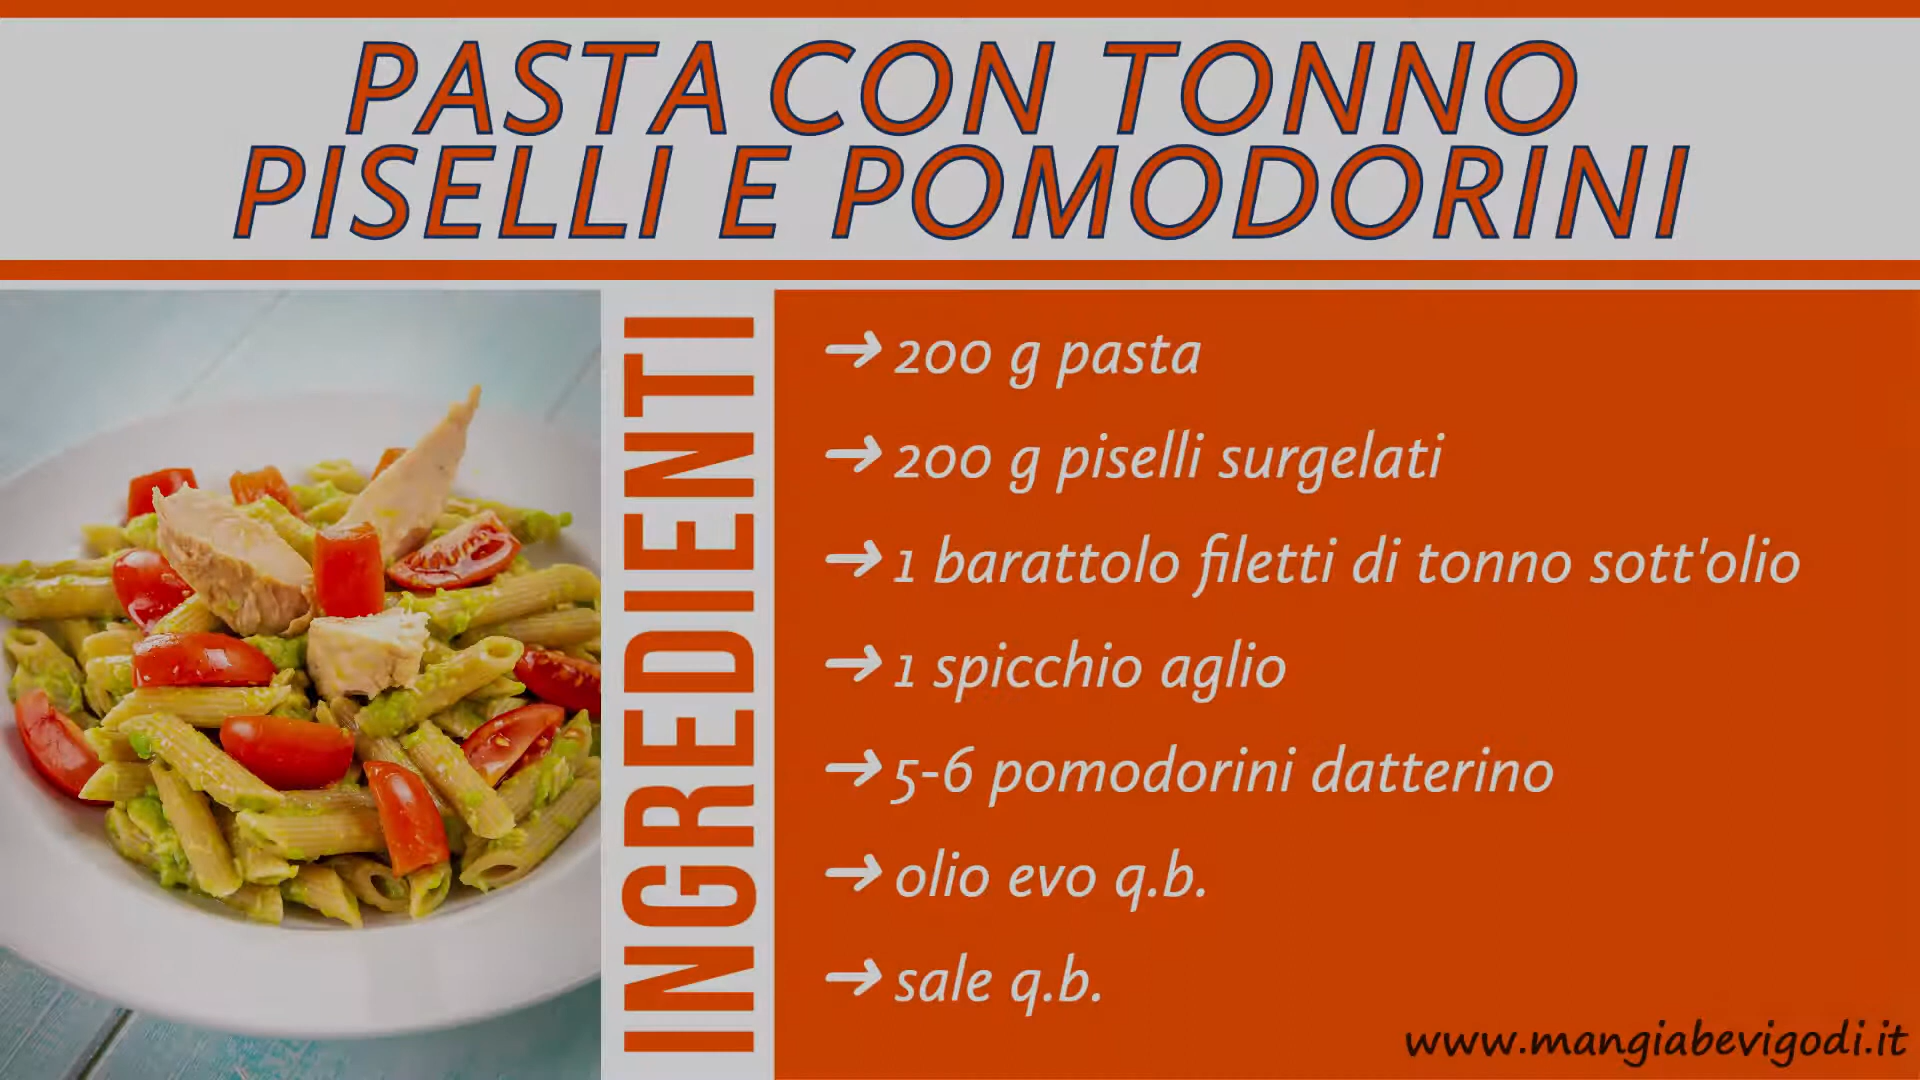 PASTA CON TONNO
PISELLI E POMODORINI
INGREDIENTI
→ 200 g pasta
→ 200 g piselli surgelati
→ 1 barattolo filetti di tonno sott'olio
→ 1 spicchio aglio
→ 5-6 pomodorini datterino
→ olio evo q.b.
→ sale q.b.
www.mangiabevigodi.it